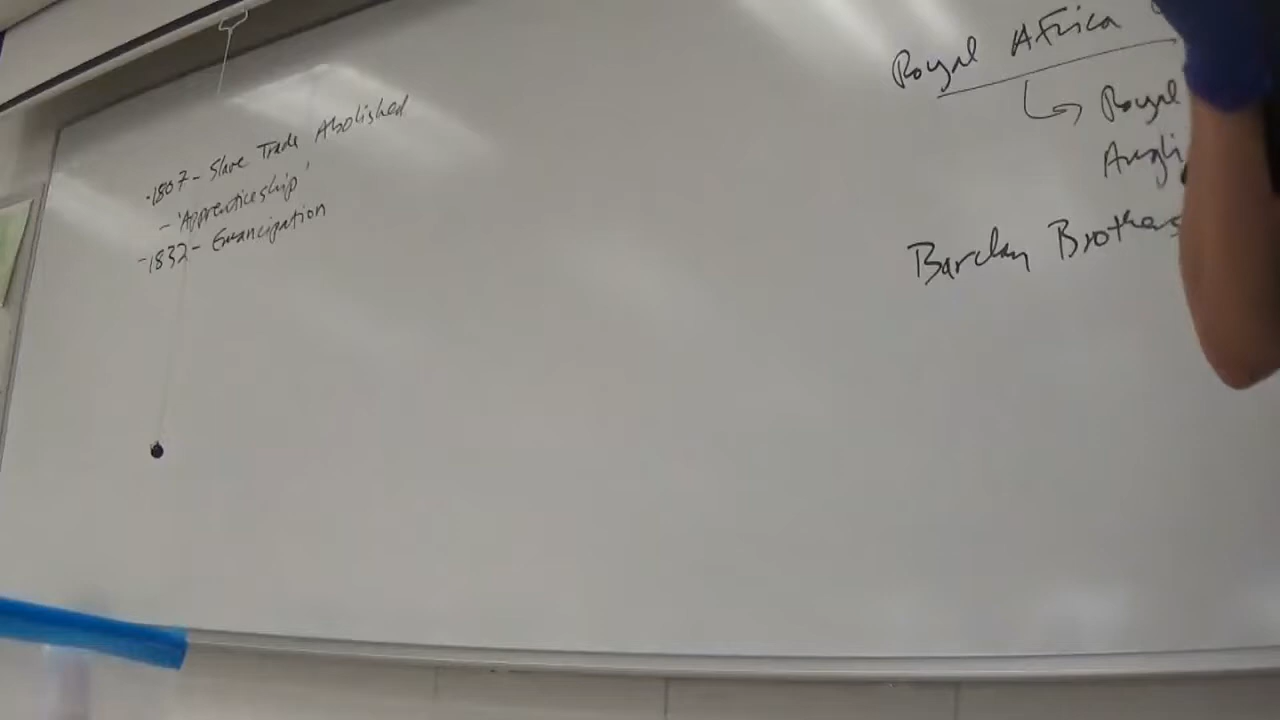 ·1807 - Slave Trade Abolished
- 'Apprenticeship'
-1832 - Emancipation
Royal Africa
↳ Royal
Angli
Barclay Brothers